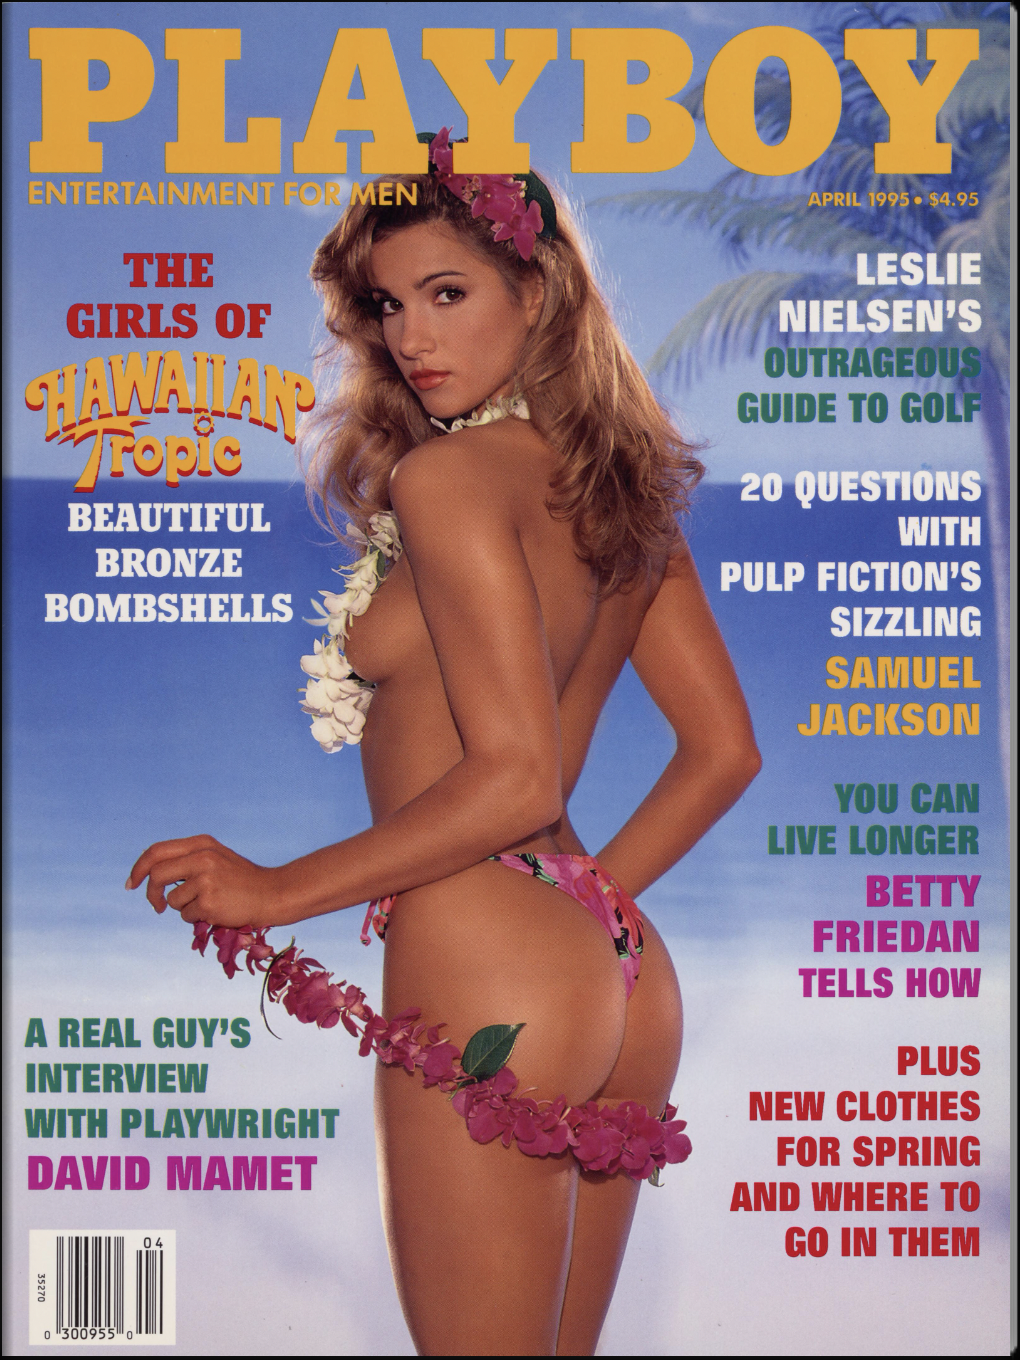 PLAYBOY
ENTERTAINMENT FOR MEN
APRIL 1995 • $4.95
THE
GIRLS OF
HAWAIIAN
Tropic
BEAUTIFUL
BRONZE
BOMBSHELLS
LESLIE
NIELSEN'S
OUTRAGEOUS
GUIDE TO GOLF
20 QUESTIONS
WITH
PULP FICTION'S
SIZZLING
SAMUEL
JACKSON
YOU CAN
LIVE LONGER
BETTY
FRIEDAN
TELLS HOW
A REAL GUY'S
INTERVIEW
WITH PLAYWRIGHT
DAVID MAMET
PLUS
NEW CLOTHES
FOR SPRING
AND WHERE TO
GO IN THEM
04
35270
0 300955 0